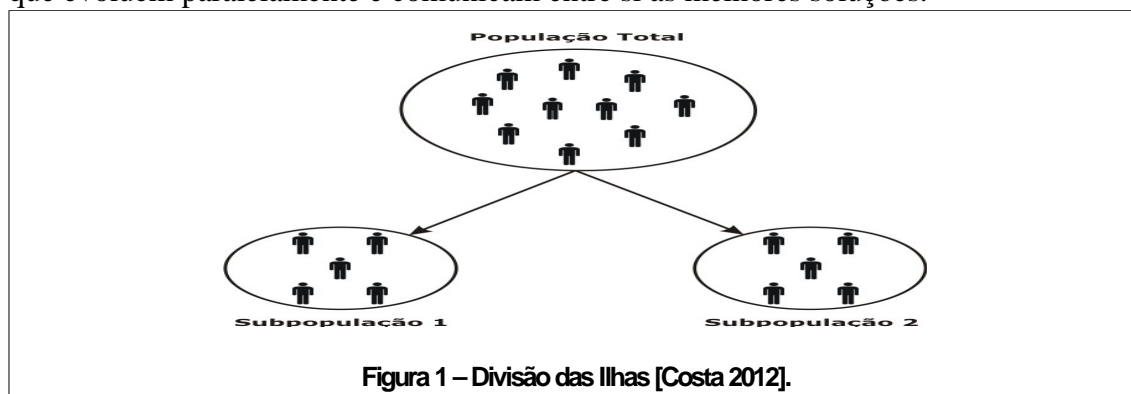 que evoluem paralelamente e comunicam entre si as melhores soluções.
População Total
Subpopulação 1 Subpopulação 2
Figura 1 – Divisão das Ilhas [Costa 2012].